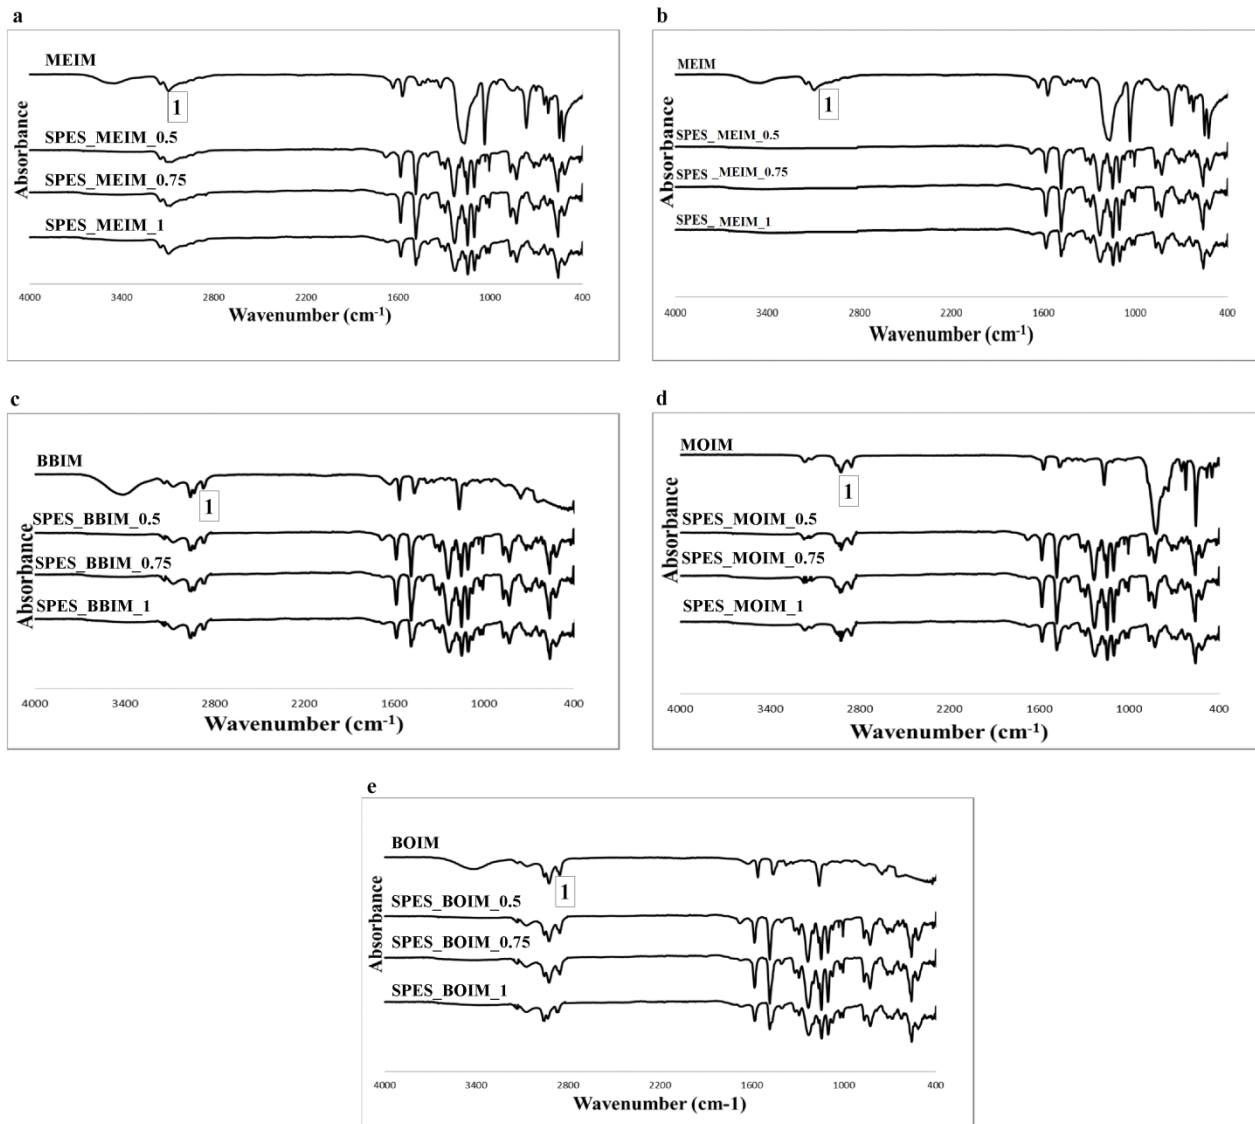 a
MEIM
1
SPES_MEIM_0.5
SPES_MEIM_0.75
SPES_MEIM_1
Absorbance
4000 3400 2800 2200 1600 1000 400
Wavenumber (cm-1)
b
MEIM
1
SPES_MEIM_0.5
SPES_MEIM_0.75
SPES_MEIM_1
Absorbance
4000 3400 2800 2200 1600 1000 400
Wavenumber (cm-1)
c
BBIM
1
SPES_BBIM_0.5
SPES_BBIM_0.75
SPES_BBIM_1
Absorbance
4000 3400 2800 2200 1600 1000 400
Wavenumber (cm-1)
d
MOIM
1
SPES_MOIM_0.5
SPES_MOIM_0.75
SPES_MOIM_1
Absorbance
4000 3400 2800 2200 1600 1000 400
Wavenumber (cm-1)
e
BOIM
1
SPES_BOIM_0.5
SPES_BOIM_0.75
SPES_BOIM_1
Absorbance
4000 3400 2800 2200 1600 1000 400
Wavenumber (cm-1)